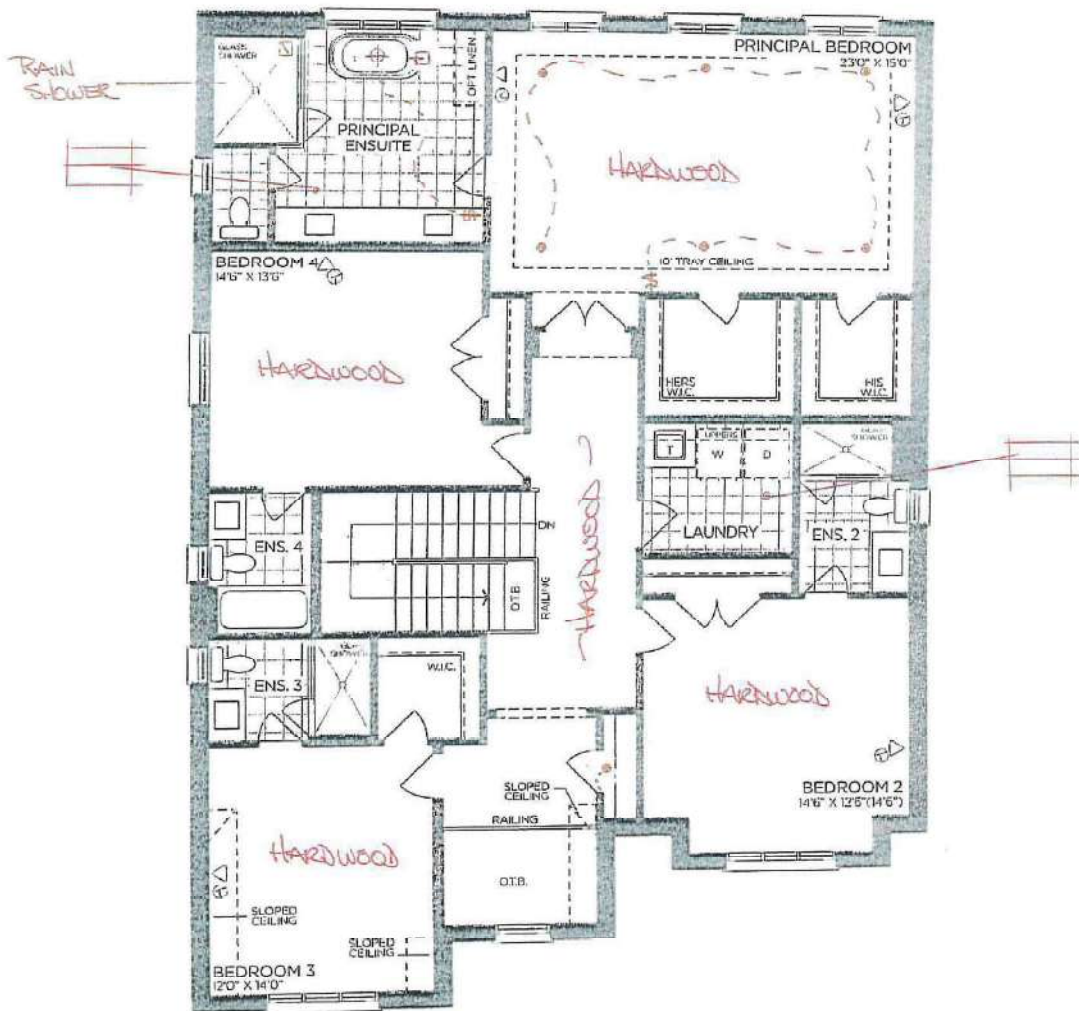 RAIN
SHOWER
GLASS
SHOWER
OPT LINEN
PRINCIPAL
ENSUITE
PRINCIPAL BEDROOM
23'0" X 15'0"
HARDWOOD
10' TRAY CEILING
BEDROOM 4
14'6" X 13'6"
HARDWOOD
HERS
W.I.C.
HIS
W.I.C.
HARDWOOD
T
UPPERS
W
D
LAUNDRY
SHOWER
ENS. 2
ENS. 4
DN
O.T.B.
RAILING
SHOWER
ENS. 3
W.I.C.
HARDWOOD
BEDROOM 2
14'6" X 12'6"(14'6")
SLOPED
CEILING
RAILING
O.T.B.
HARDWOOD
SLOPED
CEILING
SLOPED
CEILING
BEDROOM 3
12'0" X 14'0"